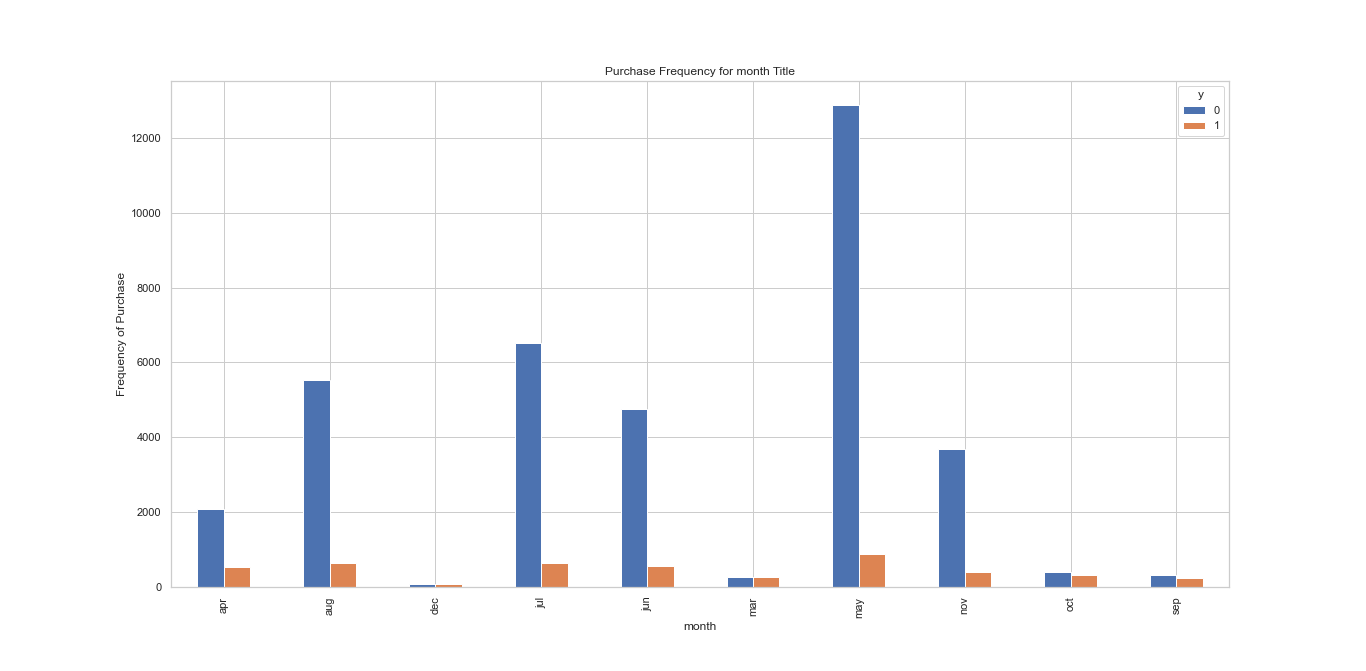 Purchase Frequency for month Title
y
0
1
12000
10000
8000
6000
4000
2000
0
Frequency of Purchase
apr
aug
dec
jul
jun
mar
may
nov
oct
sep
month